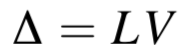 Δ = LV